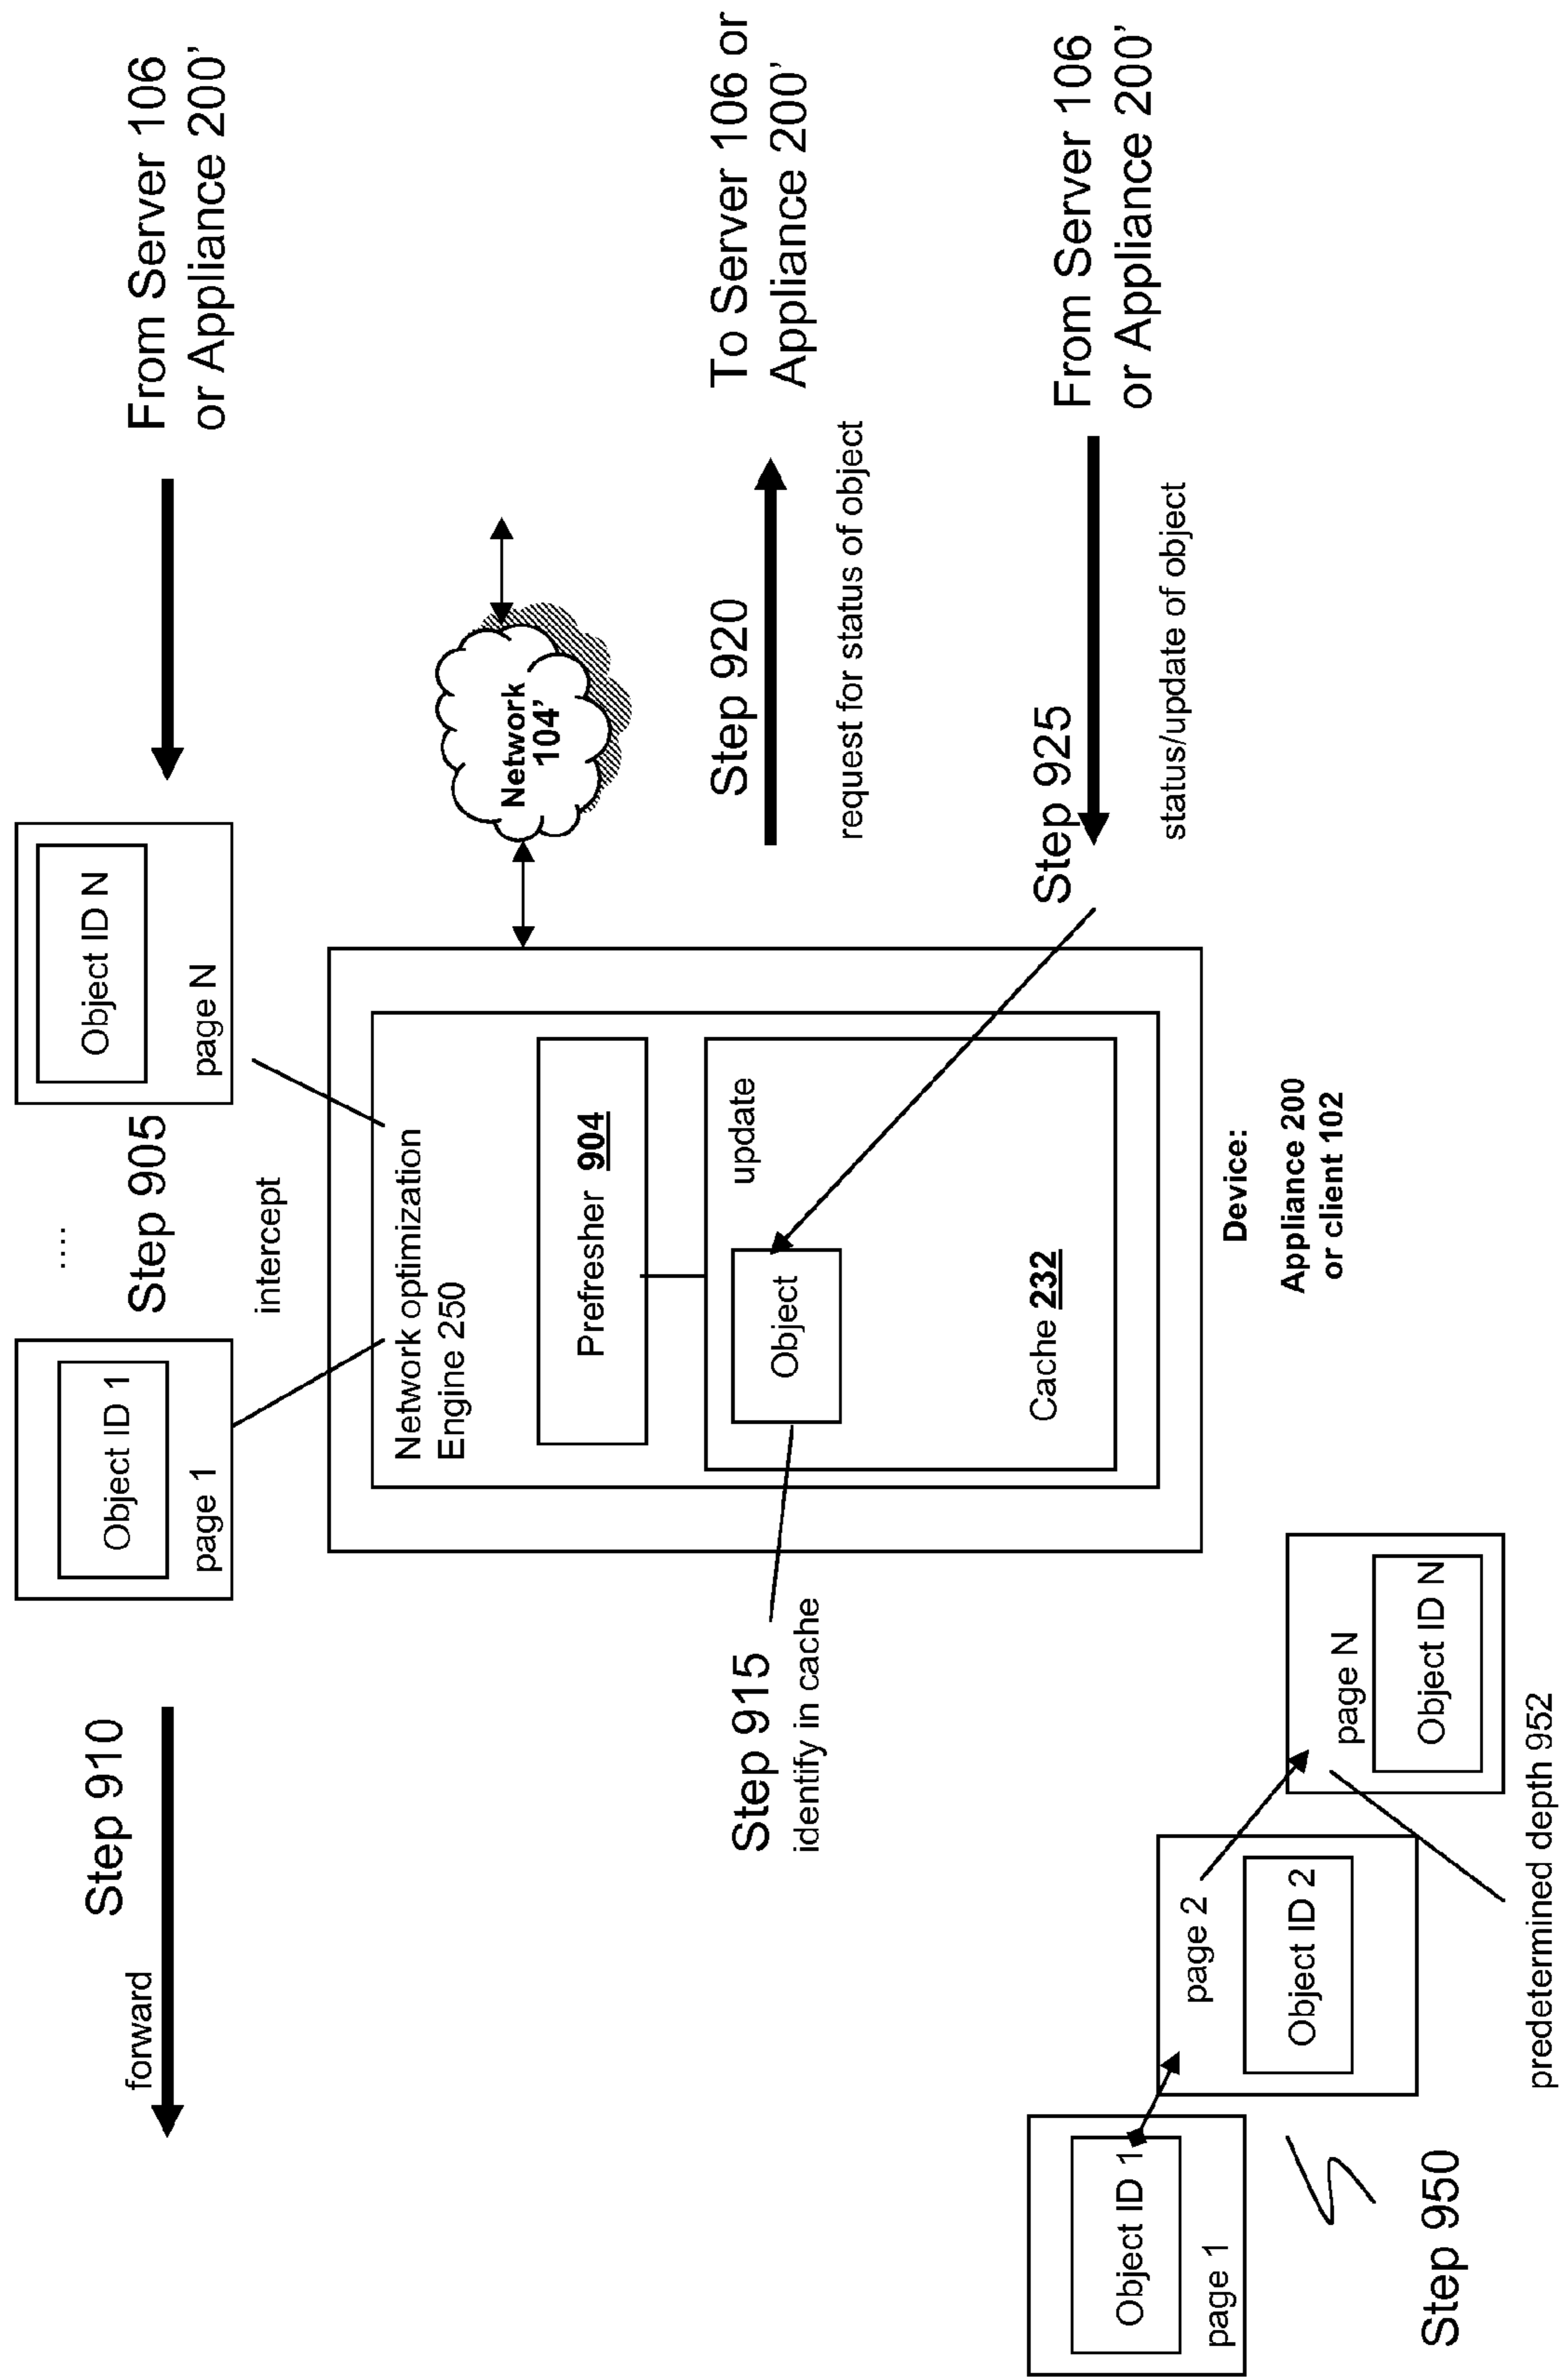 Step 910
forward
Object ID 1
page 1
....
Step 905
intercept
Object ID N
page N
From Server 106
or Appliance 200’
Network optimization
Engine 250
Prefresher 904
update
Object
Cache 232
Device:
Appliance 200
or client 102
Network
104’
Step 915
identify in cache
Step 920
To Server 106 or
Appliance 200’
request for status of object
Step 925
From Server 106
or Appliance 200’
status/update of object
Object ID 1
page 1
page 2
Object ID 2
page N
Object ID N
Step 950
predetermined depth 952